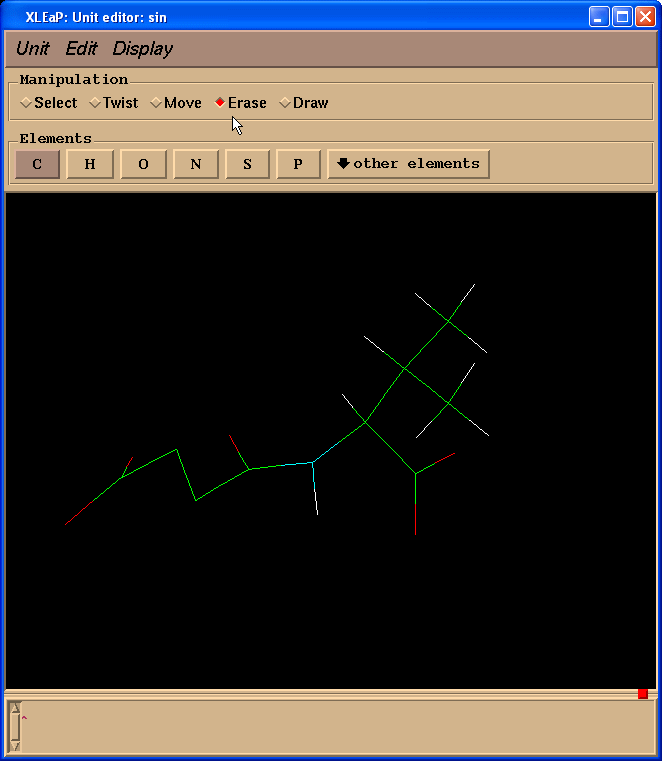 XLEaP: Unit editor: sin
Unit Edit Display
Manipulation
Select Twist Move Erase Draw
Elements
C H O N S P other elements
^